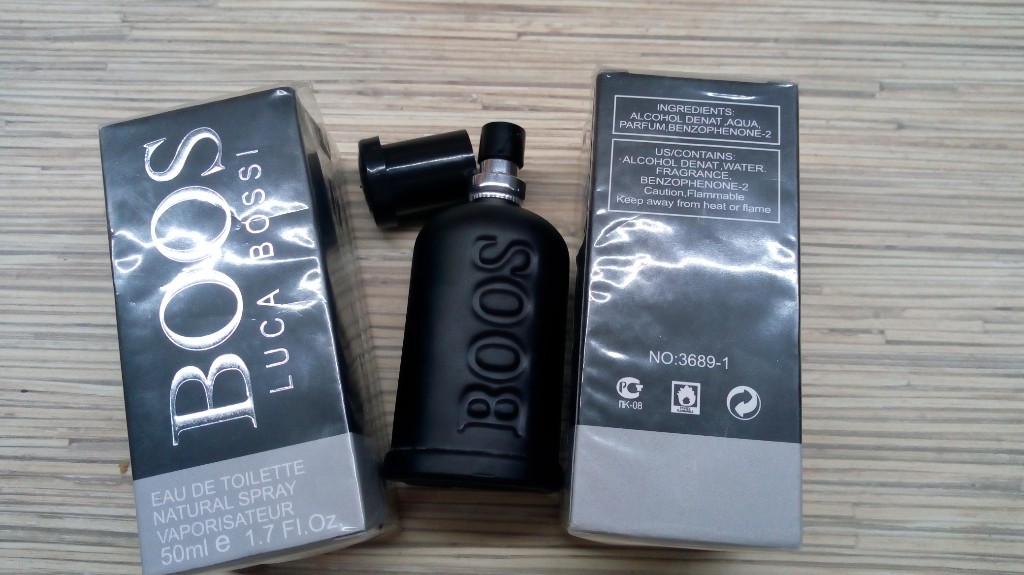 BOOS
LUCA BOSSI
EAU DE TOILETTE
NATURAL SPRAY
VAPORISATEUR
50ml e 1.7 Fl.Oz.
BOOS
INGREDIENTS:
ALCOHOL DENAT ,AQUA,
PARFUM,BENZOPHENONE-2
US/CONTAINS:
ALCOHOL DENAT ,WATER.
FRAGRANCE,
BENZOPHENONE-2
Caution,Flammable
Keep away from heat or flame
NO:3689-1
ПК-08